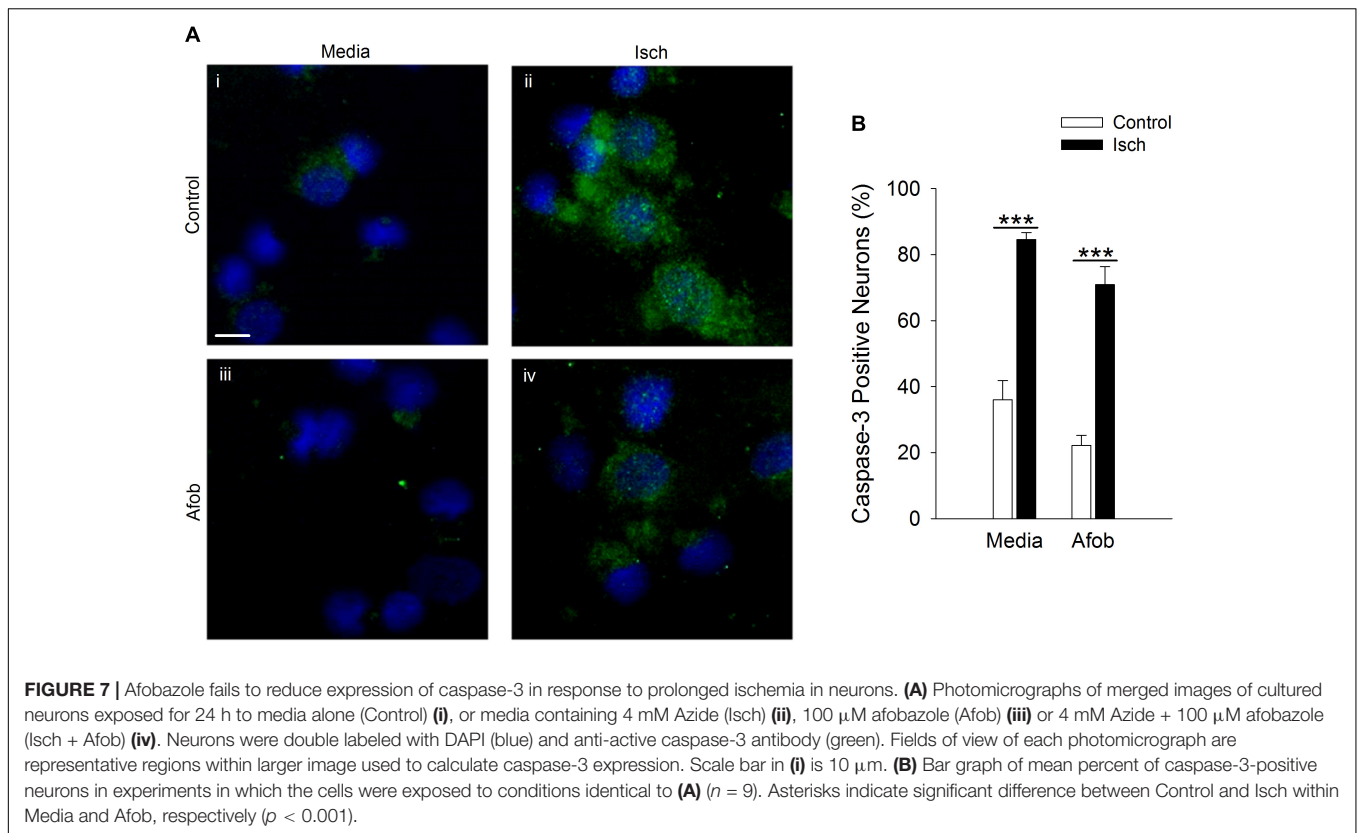 A
Media
Isch
i
ii
Control
iii
iv
Afob
B
Control
Isch
Caspase-3 Positive Neurons (%)
100
80
60
40
20
0
***
***
Media
Afob
FIGURE 7 | Afobazole fails to reduce expression of caspase-3 in response to prolonged ischemia in neurons. (A) Photomicrographs of merged images of cultured
neurons exposed for 24 h to media alone (Control) (i), or media containing 4 mM Azide (Isch) (ii), 100 μM afobazole (Afob) (iii) or 4 mM Azide + 100 μM afobazole
(Isch + Afob) (iv). Neurons were double labeled with DAPI (blue) and anti-active caspase-3 antibody (green). Fields of view of each photomicrograph are
representative regions within larger image used to calculate caspase-3 expression. Scale bar in (i) is 10 μm. (B) Bar graph of mean percent of caspase-3-positive
neurons in experiments in which the cells were exposed to conditions identical to (A) (n = 9). Asterisks indicate significant difference between Control and Isch within
Media and Afob, respectively (p < 0.001).